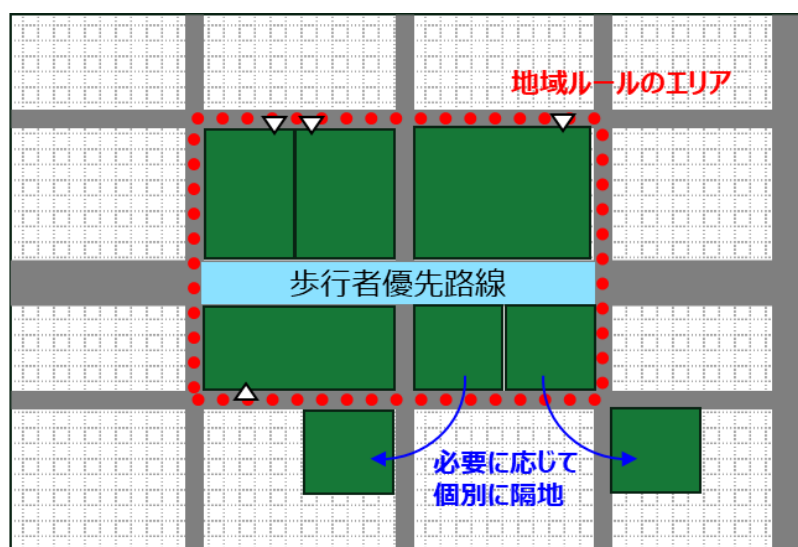 地域ルールのエリア
歩行者優先路線
必要に応じて
個別に隔地